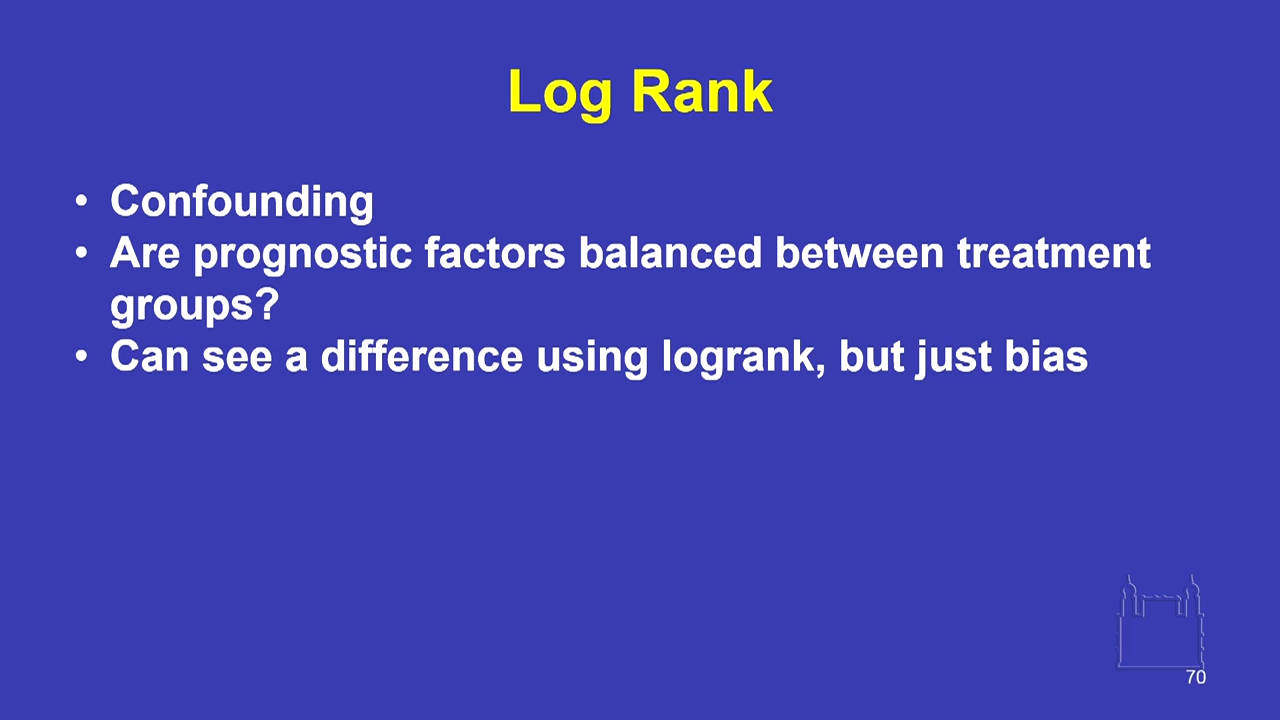 Log Rank
• Confounding
• Are prognostic factors balanced between treatment
groups?
• Can see a difference using logrank, but just bias
70